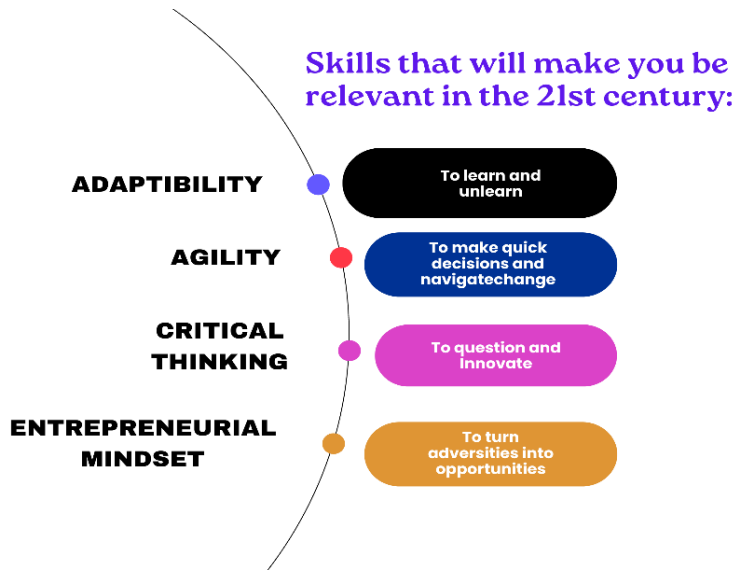 Skills that will make you be
relevant in the 21st century:
ADAPTIBILITY
To learn and
unlearn
AGILITY
To make quick
decisions and
navigatechange
CRITICAL
THINKING
To question and
Innovate
ENTREPRENEURIAL
MINDSET
To turn
adversities into
opportunities